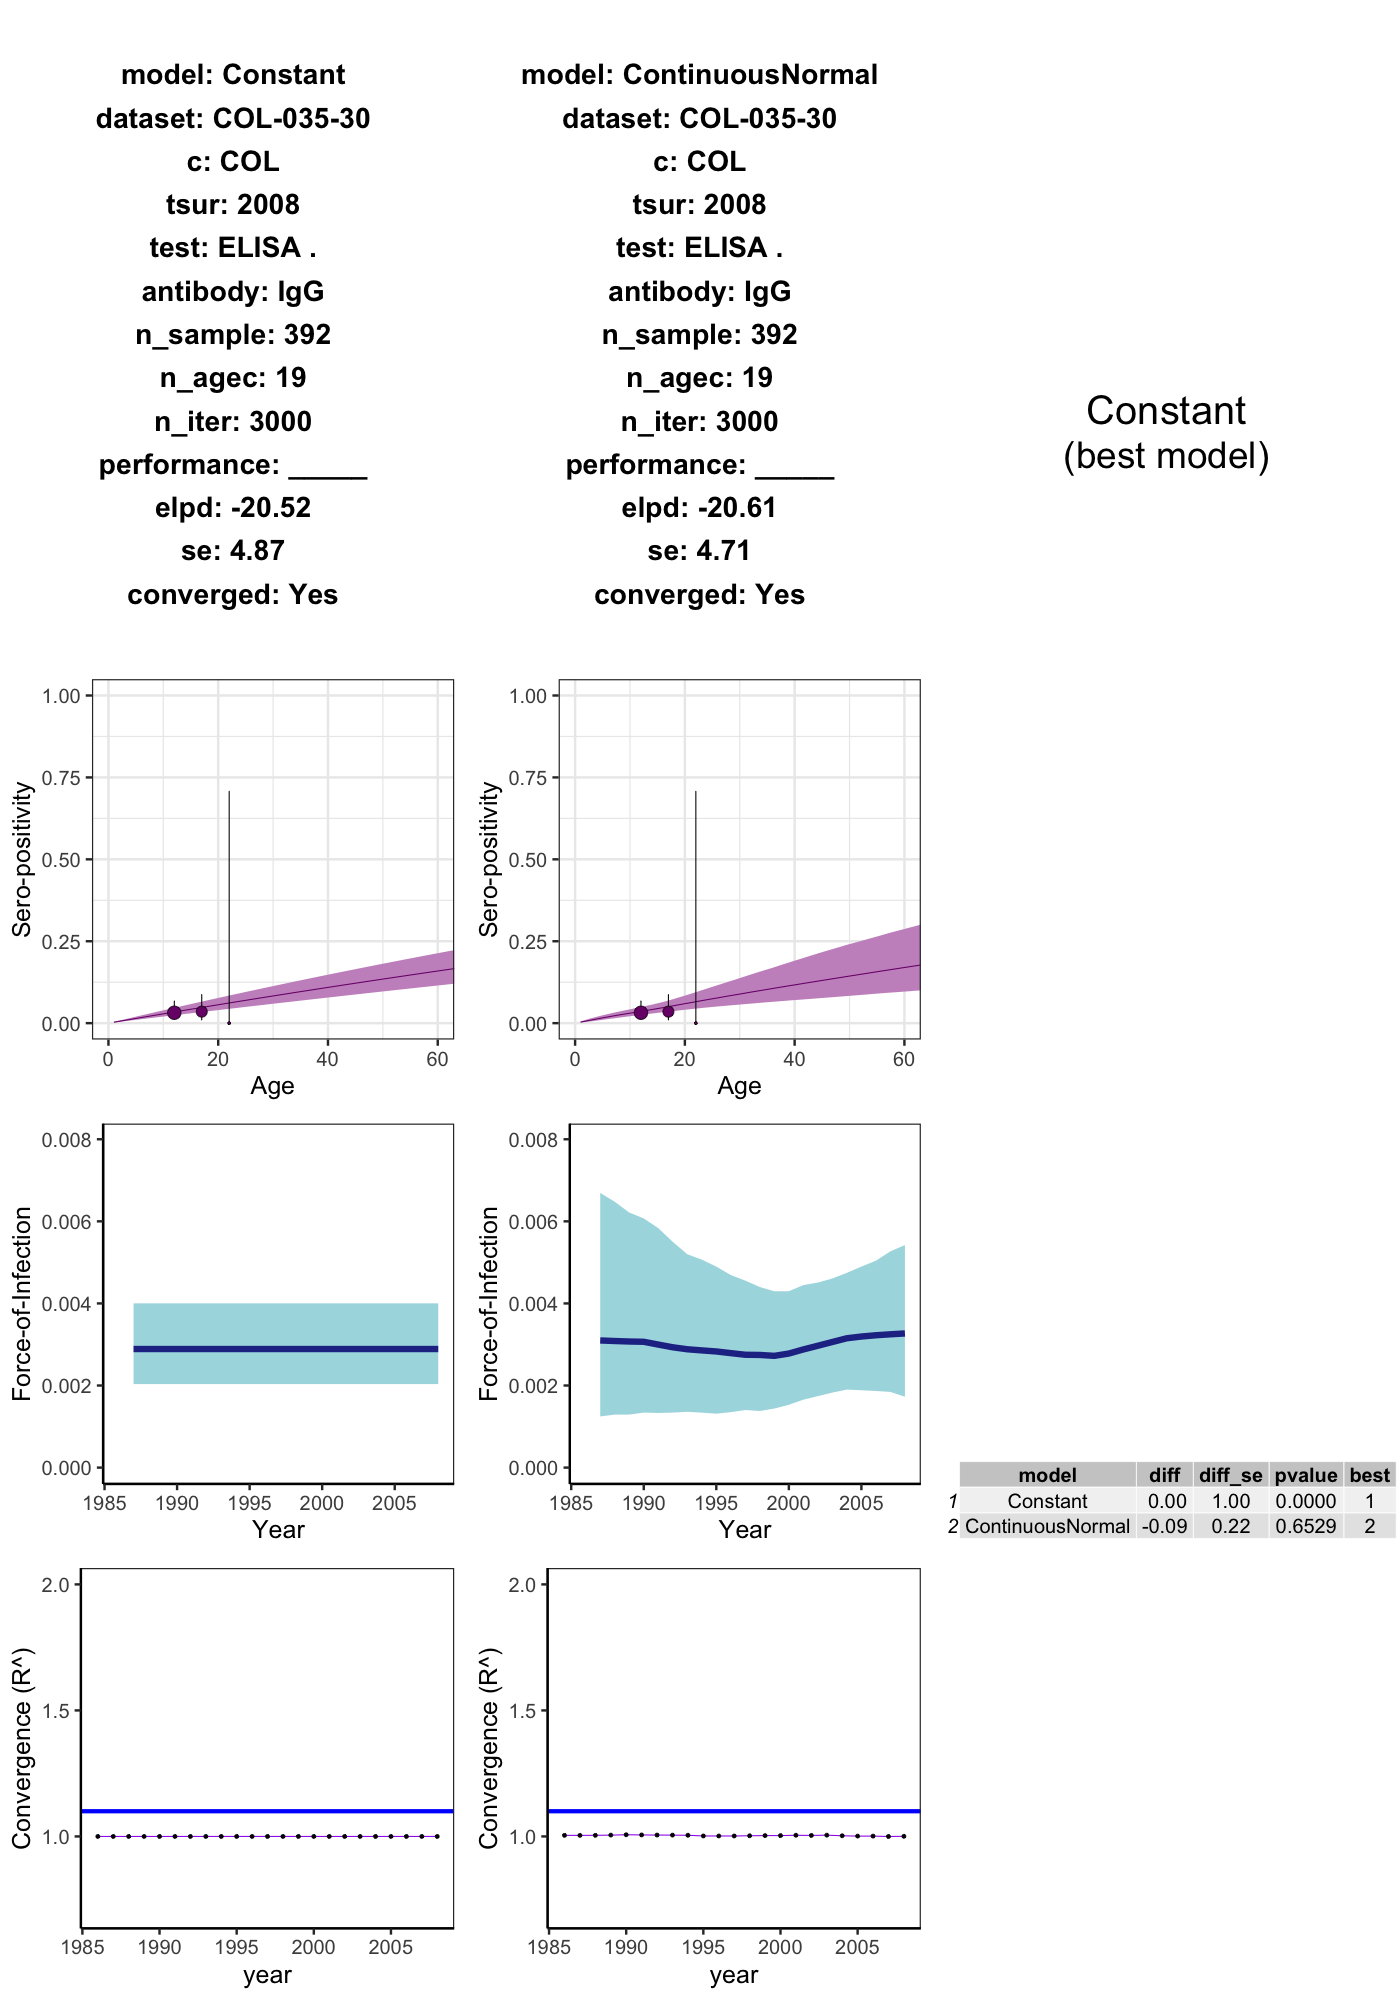 model: Constant
dataset: COL-035-30
c: COL
tsur: 2008
test: ELISA .
antibody: IgG
n_sample: 392
n_agec: 19
n_iter: 3000
performance: _____
elpd: -20.52
se: 4.87
converged: Yes
model: ContinuousNormal
dataset: COL-035-30
c: COL
tsur: 2008
test: ELISA .
antibody: IgG
n_sample: 392
n_agec: 19
n_iter: 3000
performance: _____
elpd: -20.61
se: 4.71
converged: Yes
Constant
(best model)
Sero-positivity
1.00
0.75
0.50
0.25
0.00
0 20 40 60
Age
Sero-positivity
1.00
0.75
0.50
0.25
0.00
0 20 40 60
Age
Force-of-Infection
0.008
0.006
0.004
0.002
0.000
1985 1990 1995 2000 2005
Year
Force-of-Infection
0.008
0.006
0.004
0.002
0.000
1985 1990 1995 2000 2005
Year
model diff diff_se pvalue best
1 Constant 0.00 1.00 0.0000 1
2 ContinuousNormal -0.09 0.22 0.6529 2
Convergence (R^)
2.0
1.5
1.0
1985 1990 1995 2000 2005
year
Convergence (R^)
2.0
1.5
1.0
1985 1990 1995 2000 2005
year